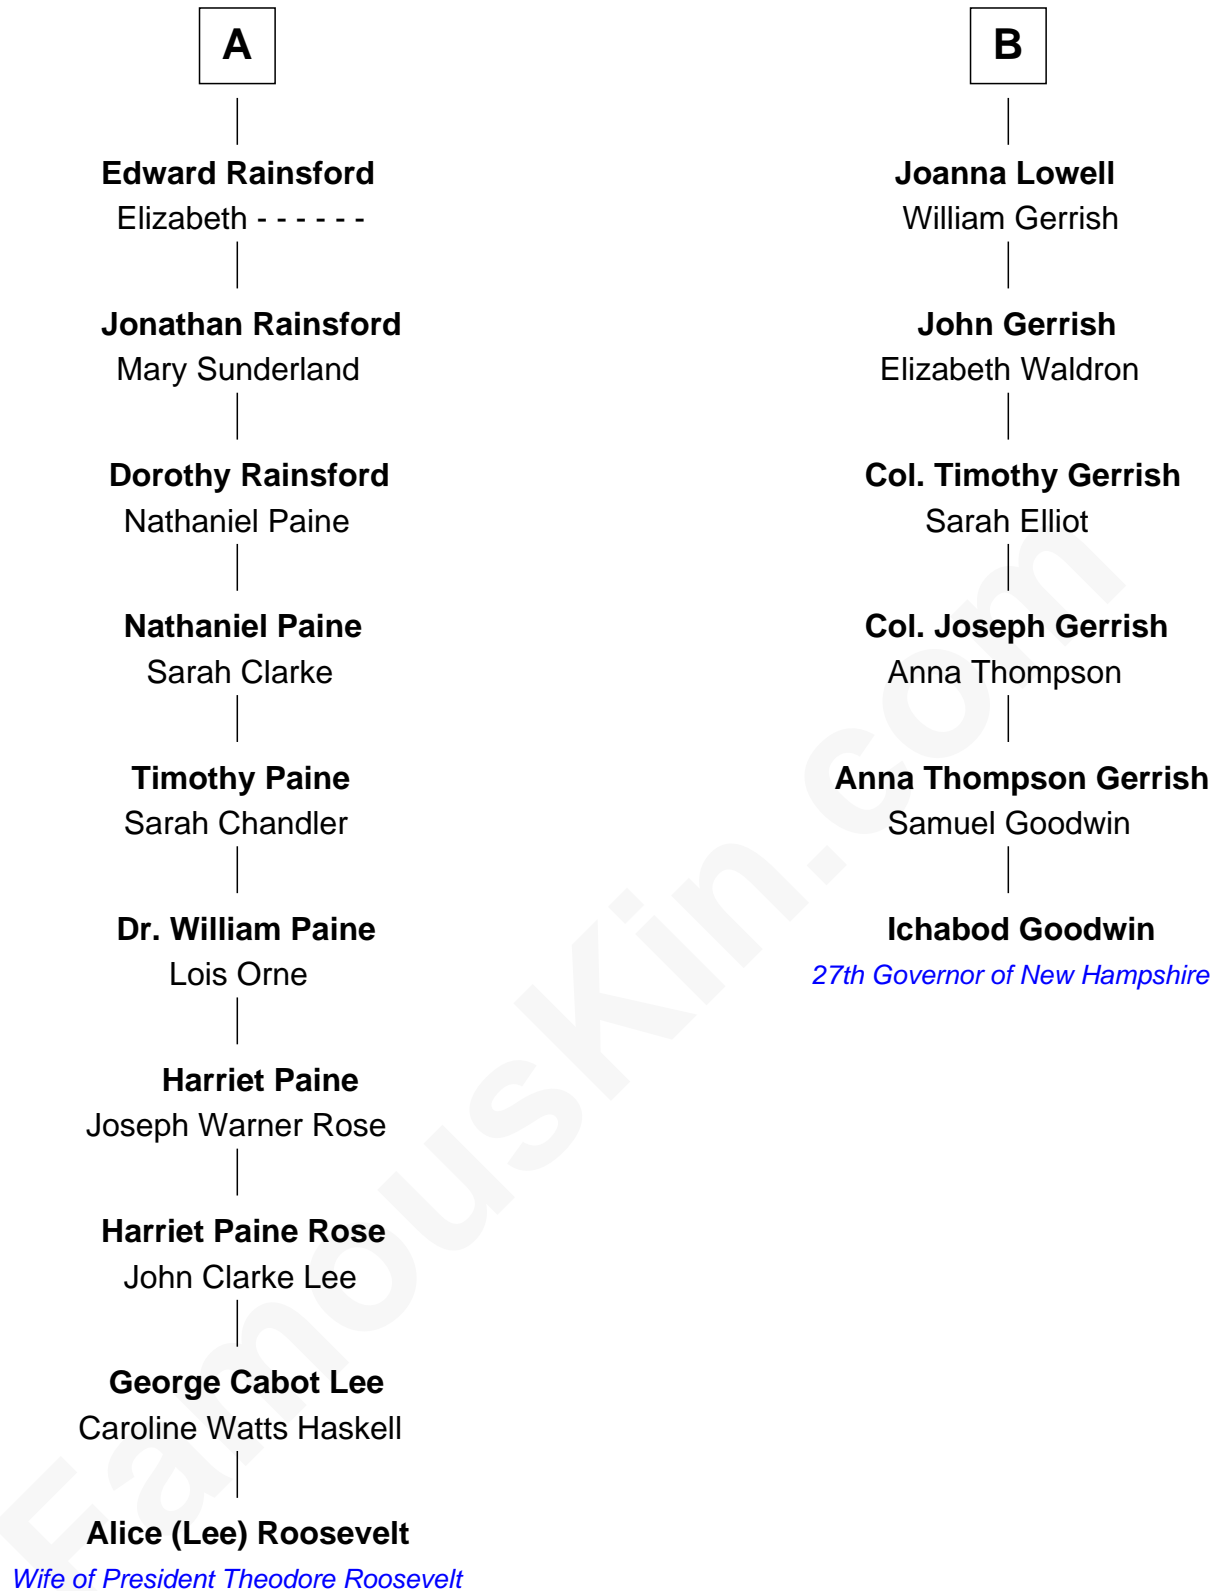 A
Edward Rainsford
Elizabeth - - - - - -
Jonathan Rainsford
Mary Sunderland
Dorothy Rainsford
Nathaniel Paine
Nathaniel Paine
Sarah Clarke
Timothy Paine
Sarah Chandler
Dr. William Paine
Lois Orne
Harriet Paine
Joseph Warner Rose
Harriet Paine Rose
John Clarke Lee
George Cabot Lee
Caroline Watts Haskell
Alice (Lee) Roosevelt
Wife of President Theodore Roosevelt
B
Joanna Lowell
William Gerrish
John Gerrish
Elizabeth Waldron
Col. Timothy Gerrish
Sarah Elliot
Col. Joseph Gerrish
Anna Thompson
Anna Thompson Gerrish
Samuel Goodwin
Ichabod Goodwin
27th Governor of New Hampshire
FamousKin.com